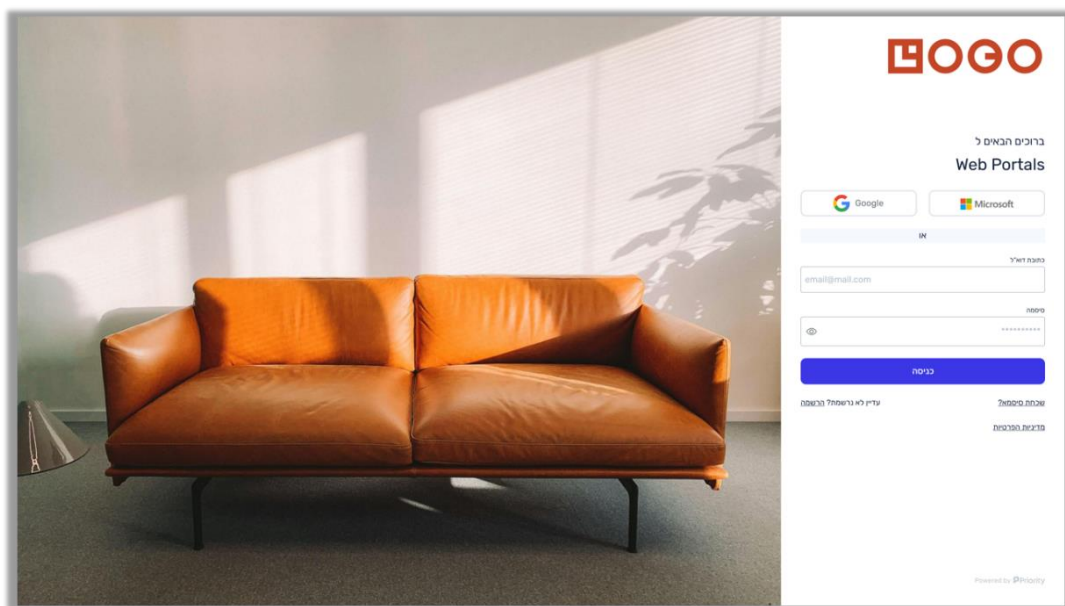 LOGO
ברוכים הבאים ל
Web Portals
Microsoft
Google
או
כתובת דוא"ל
email@mail.com
סיסמה
**********
כניסה
שכחת סיסמא?
עדיין לא נרשמת? הרשמה
מדיניות הפרטיות
Powered by Priority